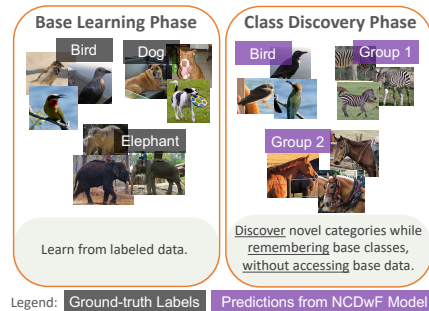 Base Learning Phase
Bird
Dog
Elephant
Learn from labeled data.
Class Discovery Phase
Bird
Group 1
Group 2
Discover novel categories while
remembering base classes,
without accessing base data.
Legend: Ground-truth Labels Predictions from NCDwF Model